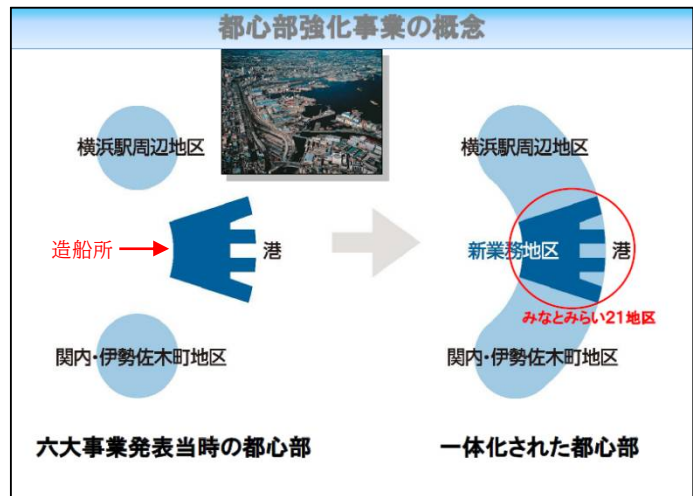 都心部強化事業の概念
横浜駅周辺地区
造船所
港
関内・伊勢佐木町地区
六大事業発表当時の都心部
横浜駅周辺地区
新業務地区
港
みなとみらい21地区
関内・伊勢佐木町地区
一体化された都心部